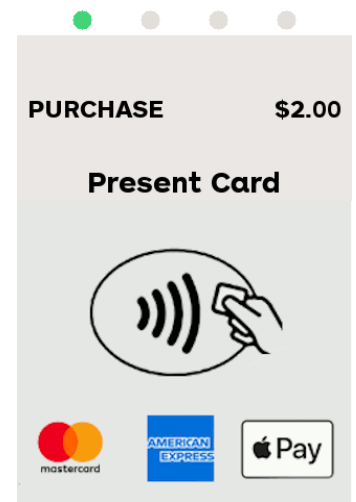 PURCHASE $2.00
Present Card
mastercard
AMERICAN
EXPRESS
Pay